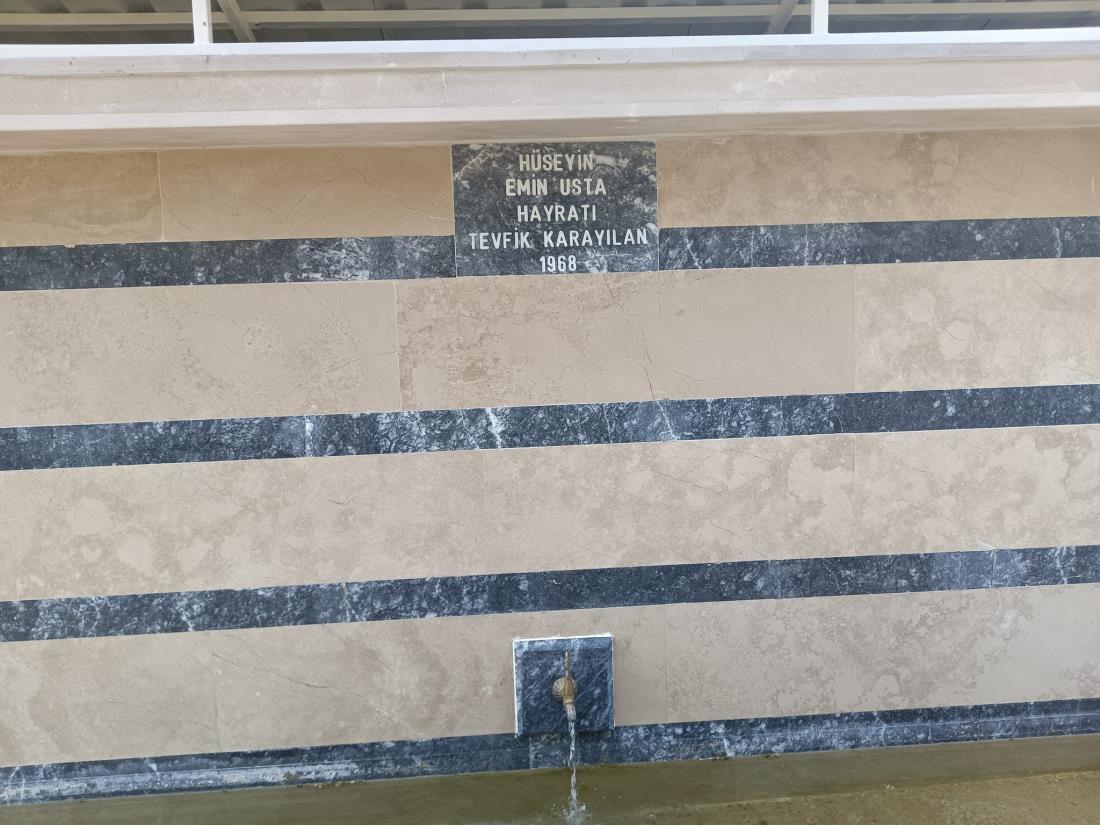 HÜSEYİN
EMİN USTA
HAYRATI
TEVFİK KARAYILAN
1968